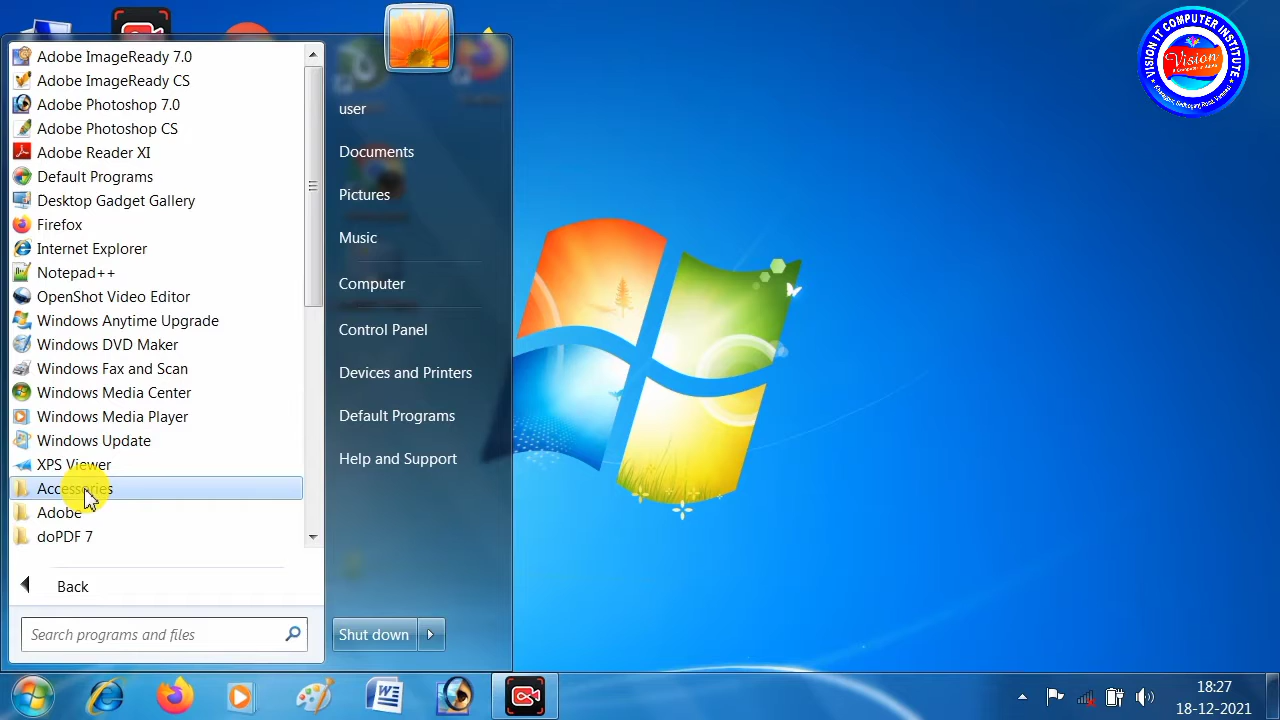 VISION IT COMPUTER INSTITUTE
Vision
Adobe ImageReady 7.0
Adobe ImageReady CS
Adobe Photoshop 7.0
Adobe Photoshop CS
Adobe Reader XI
Default Programs
Desktop Gadget Gallery
Firefox
Internet Explorer
Notepad++
OpenShot Video Editor
Windows Anytime Upgrade
Windows DVD Maker
Windows Fax and Scan
Windows Media Center
Windows Media Player
Windows Update
XPS Viewer
Accessories
Adobe
doPDF 7
Back
Search programs and files
user
Documents
Pictures
Music
Computer
Control Panel
Devices and Printers
Default Programs
Help and Support
Shut down
18:27
18-12-2021